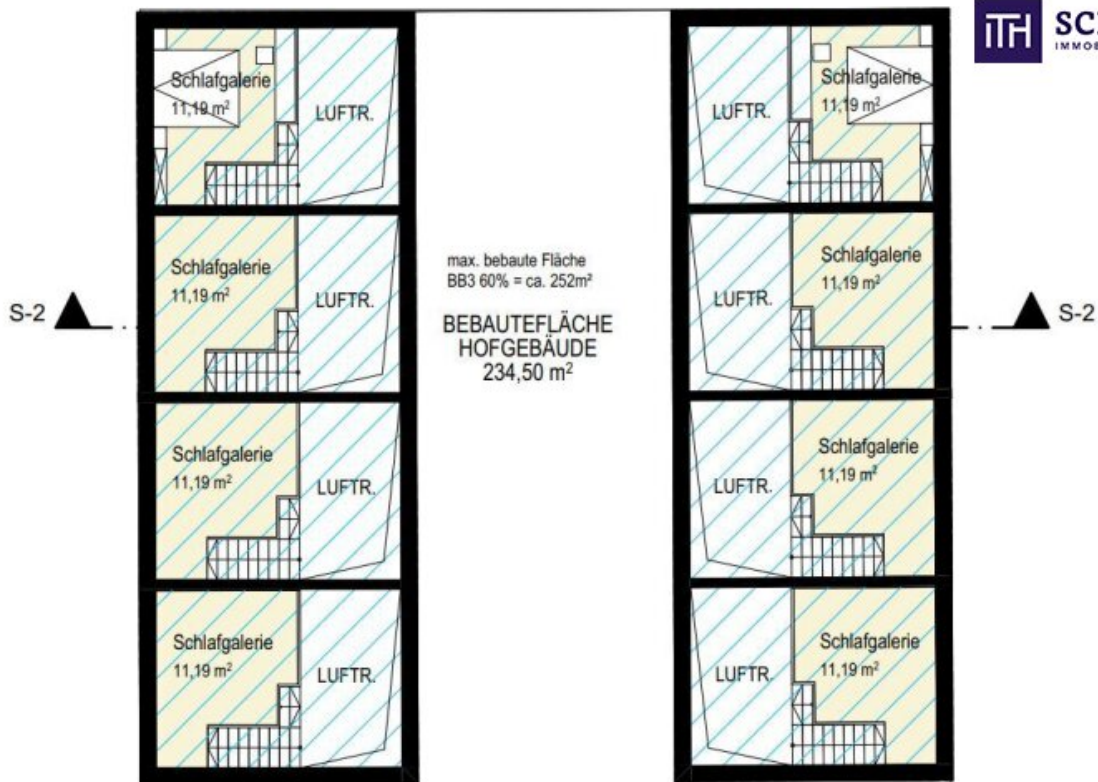 ITH
Schlafgalerie
11,19 m²
LUFTR.
LUFTR.
Schlafgalerie
11,19 m²
Schlafgalerie
11,19 m²
LUFTR.
max. bebaute Fläche
BB3 60% = ca. 252m²
BEBAUTEFLÄCHE
HOFGEBÄUDE
234,50 m²
LUFTR.
Schlafgalerie
11,19 m²
S-2
S-2
Schlafgalerie
11,19 m²
LUFTR.
LUFTR.
Schlafgalerie
11,19 m²
Schlafgalerie
11,19 m²
LUFTR.
LUFTR.
Schlafgalerie
11,19 m²